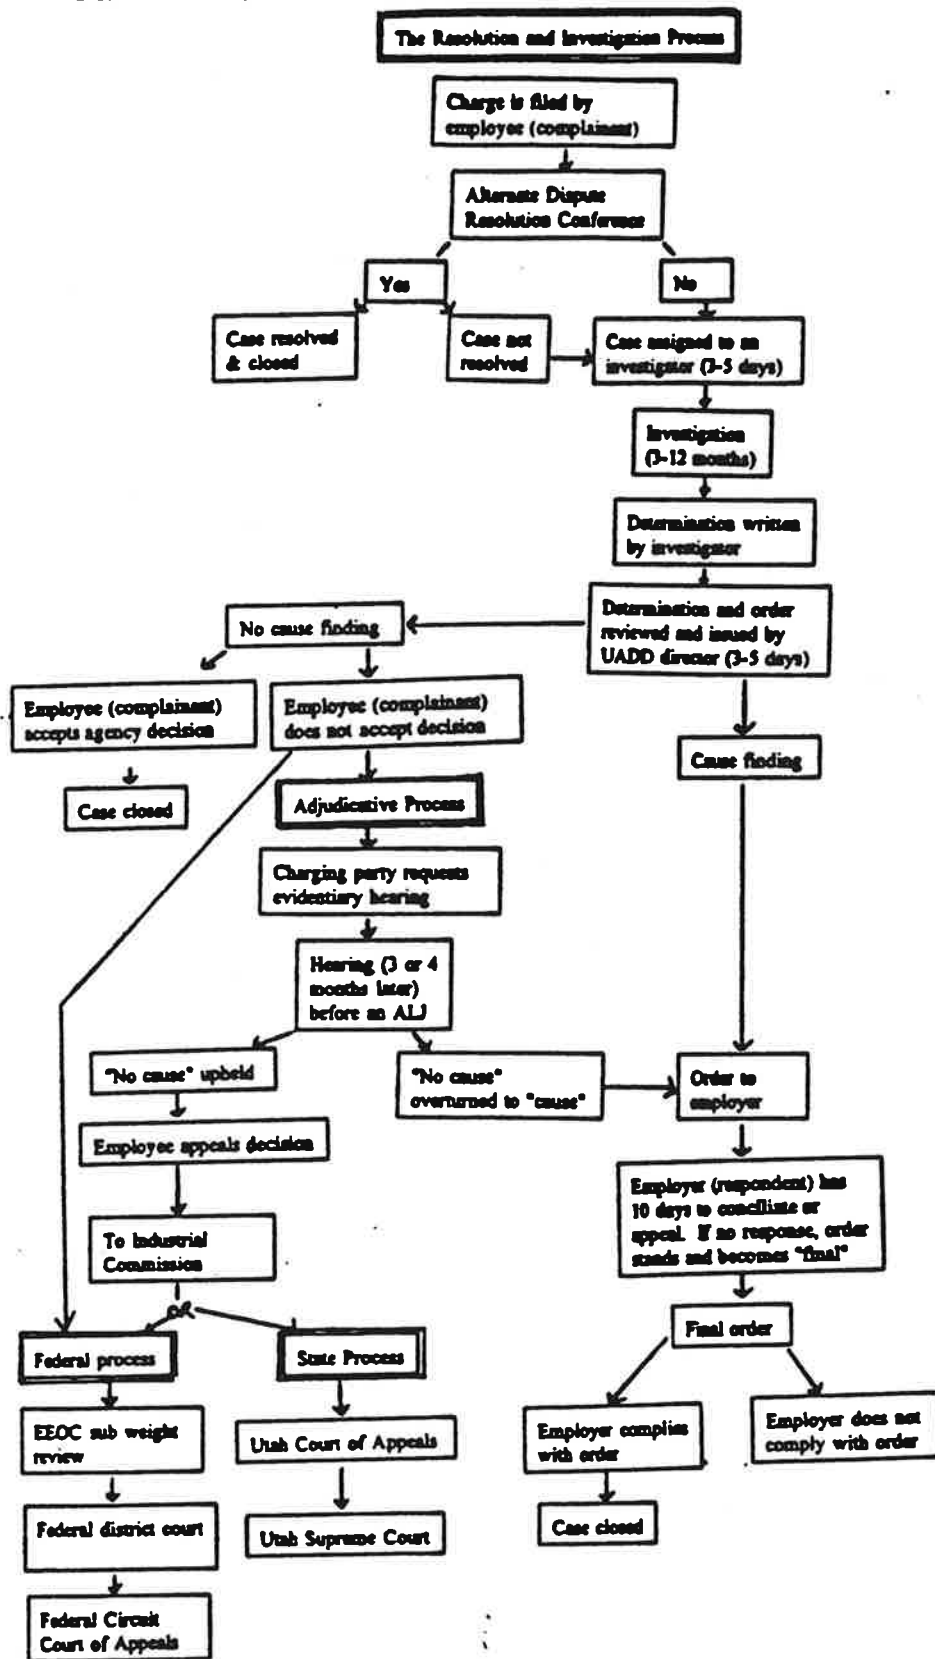 The Resolution and Investigation Process
Charge is filed by
employee (complainant)
Alternate Dispute
Resolution Conference
Yes
No
Case resolved
& closed
Case not
resolved
Case assigned to an
investigator (3-5 days)
Investigation
(3-12 months)
Determination written
by investigator
Determination and order
reviewed and issued by
UADD director (3-5 days)
No cause finding
Employee (complainant)
accepts agency decision
Employee (complainant)
does not accept decision
Cause finding
Case closed
Adjudicative Process
Charging party requests
evidentiary hearing
Hearing (3 or 4
months later)
before an ALJ
"No cause" upheld
"No cause"
overturned to "cause"
Order to
employer
Employee appeals decision
Employer (respondent) has
10 days to conciliate or
appeal. If no response, order
stands and becomes "final"
To Industrial
Commission
OR
Final order
Federal process
State Process
EEOC sub weight
review
Utah Court of Appeals
Employer complies
with order
Employer does not
comply with order
Federal district court
Utah Supreme Court
Case closed
Federal Circuit
Court of Appeals